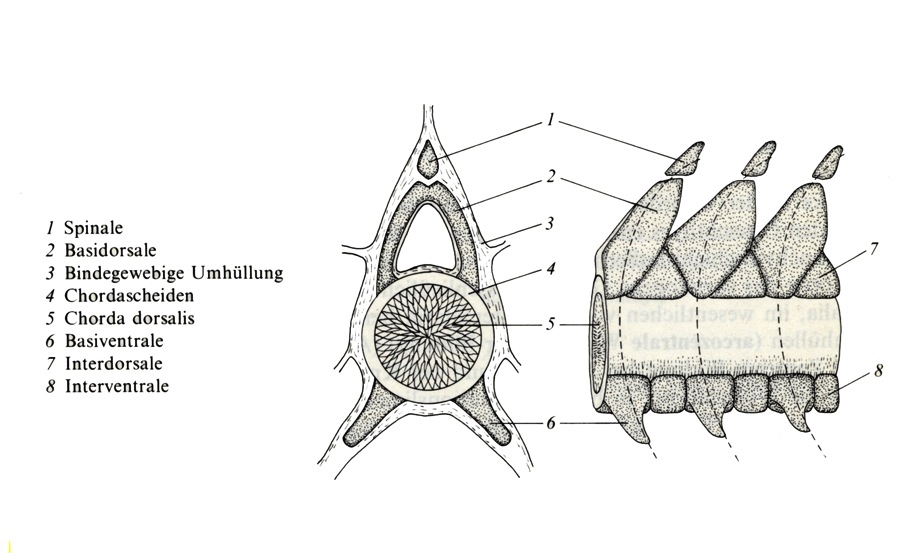 1 Spinale
2 Basidorsale
3 Bindegewebige Umhüllung
4 Chordascheiden
5 Chorda dorsalis
6 Basiventrale
7 Interdorsale
8 Interventrale
1
2
3
4
5
6
7
8